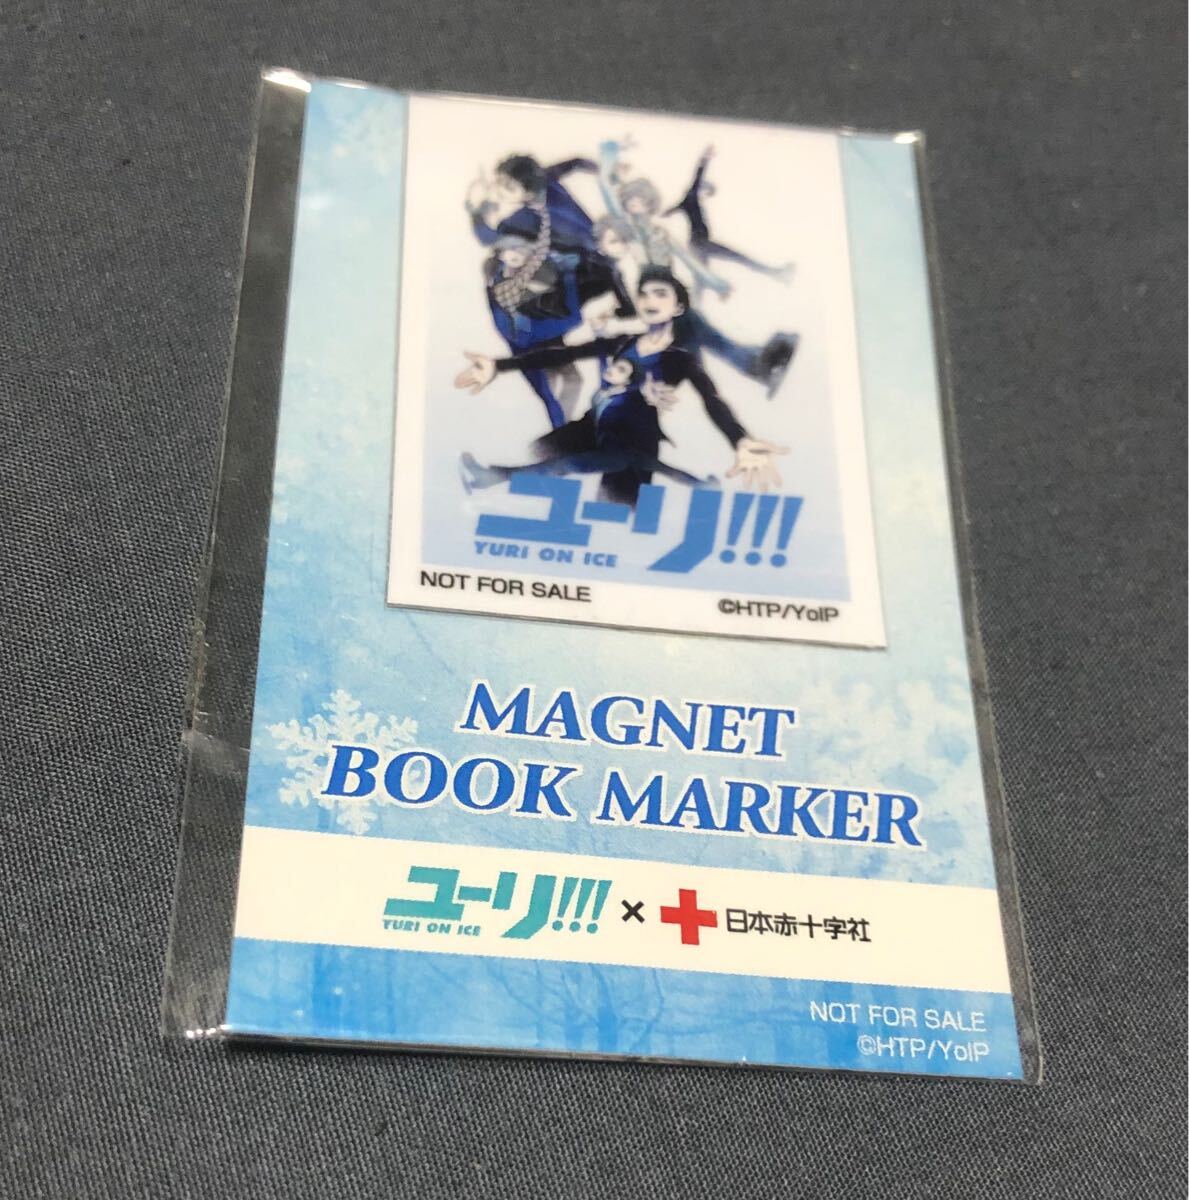 ユーリ!!!
YURI ON ICE
NOT FOR SALE
©HTP/YoIP
MAGNET
BOOK MARKER
ユーリ!!!
YURI ON ICE
×
日本赤十字社
NOT FOR SALE
©HTP/YoIP